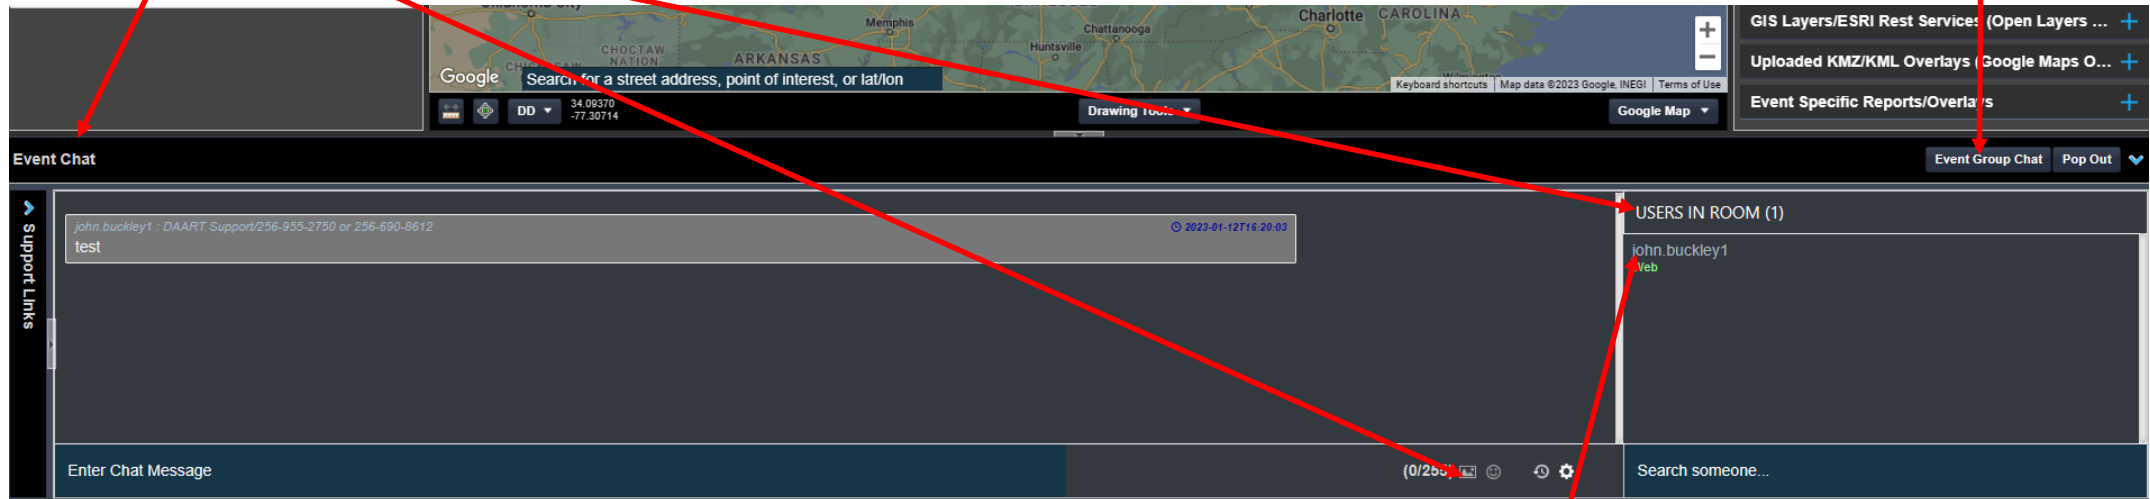 Oklahoma City
Memphis
Chattanooga
Charlotte
CAROLINA
Huntsville
CHOCTAW
NATION
ARKANSAS
Google
Search for a street address, point of interest, or lat/lon
Wilmington
Keyboard shortcuts
Map data ©2023 Google, INEGI
Terms of Use
DD
34.09370
-77.30714
Drawing Tools
Google Map
GIS Layers/ESRI Rest Services (Open Layers ...
Uploaded KMZ/KML Overlays (Google Maps O...
Event Specific Reports/Overlays
Event Chat
Event Group Chat
Pop Out
Support Links
john.buckley1 : DAART Support/256-955-2750 or 256-690-8612
2023-01-12T16:20:03
test
USERS IN ROOM (1)
john.buckley1
Web
Enter Chat Message
(0/255)
Search someone...